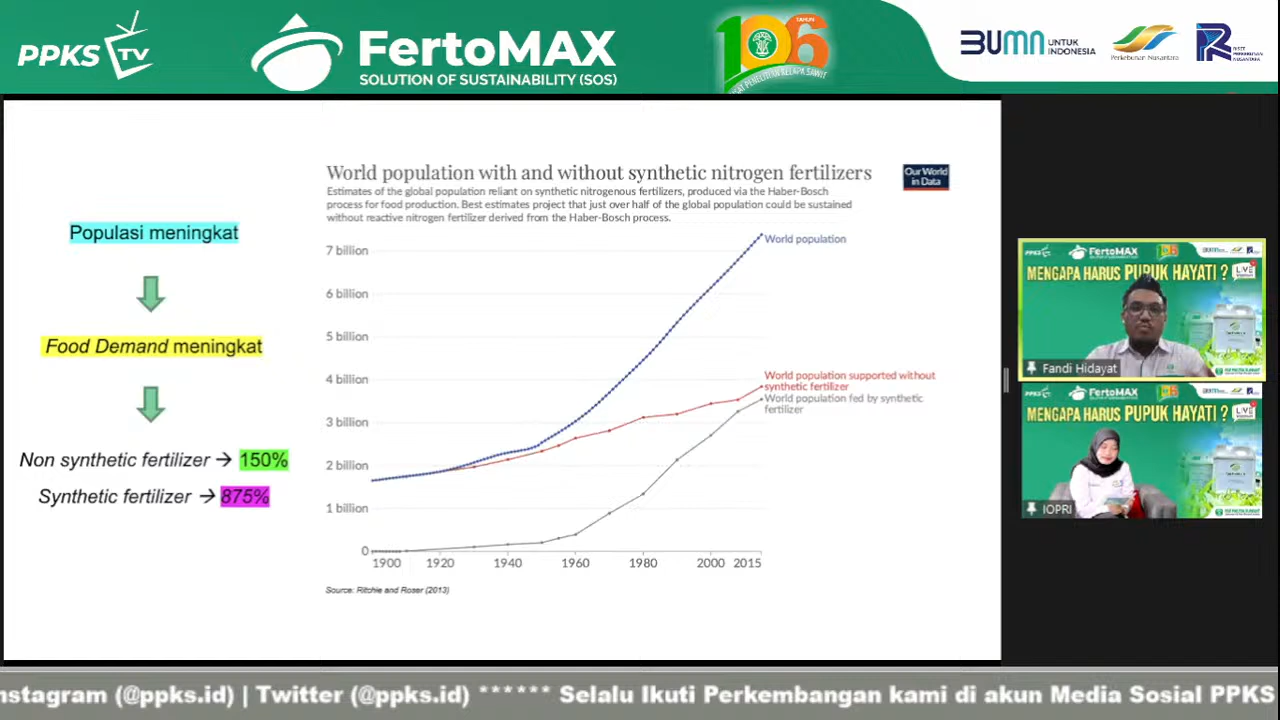 PPKS TV
FertoMAX
SOLUTION OF SUSTAINABILITY (SOS)
106
TAHUN
PUSAT PENELITIAN KELAPA SAWIT
BUMN UNTUK INDONESIA
Perkebunan Nusantara
RISET PERKEBUNAN NUSANTARA
World population with and without synthetic nitrogen fertilizers
Our World
in Data
Estimates of the global population reliant on synthetic nitrogenous fertilizers, produced via the Haber-Bosch
process for food production. Best estimates project that just over half of the global population could be sustained
without reactive nitrogen fertilizer derived from the Haber-Bosch process.
Populasi meningkat
Food Demand meningkat
Non synthetic fertilizer → 150%
Synthetic fertilizer → 875%
7 billion
6 billion
5 billion
4 billion
3 billion
2 billion
1 billion
0
1900 1920 1940 1960 1980 2000 2015
World population
World population supported without
synthetic fertilizer
World population fed by synthetic
fertilizer
Source: Ritchie and Roser (2013)
FertoMAX
MENGAPA HARUS PUPUK HAYATI ?
LIVE
Fandi Hidayat
FertoMAX
MENGAPA HARUS PUPUK HAYATI ?
LIVE
IOPRI
nstagram (@ppks.id) | Twitter (@ppks.id) ****** Selalu Ikuti Perkembangan kami di akun Media Sosial PPKS